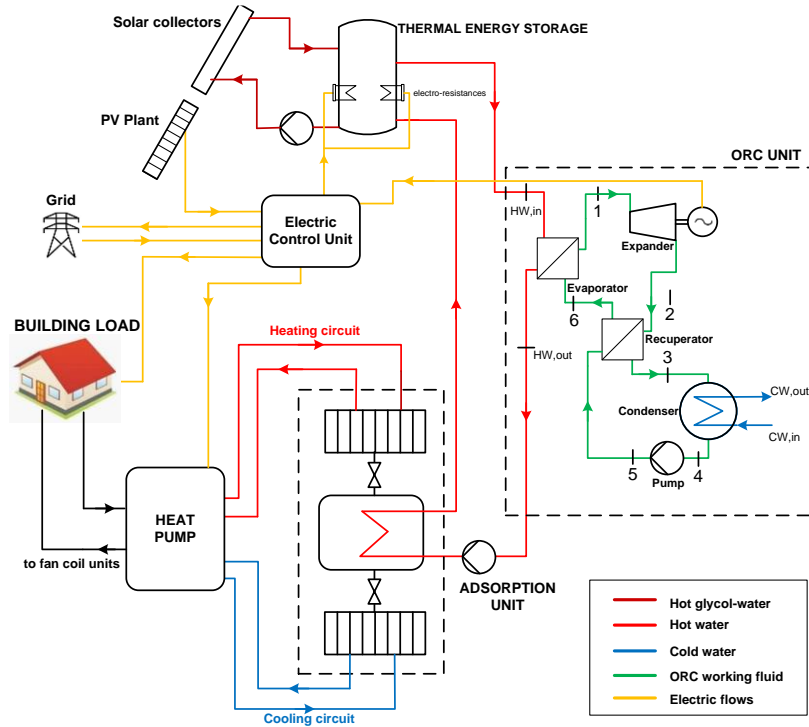 Solar collectors
THERMAL ENERGY STORAGE
electro-resistances
PV Plant
ORC UNIT
Grid
Electric
Control Unit
HW,in
1
Expander
Evaporator
6
2
Recuperator
BUILDING LOAD
Heating circuit
HW,out
3
CW,out
Condenser
CW,in
5
Pump
4
HEAT
PUMP
to fan coil units
ADSORPTION
UNIT
Cooling circuit
Hot glycol-water
Hot water
Cold water
ORC working fluid
Electric flows